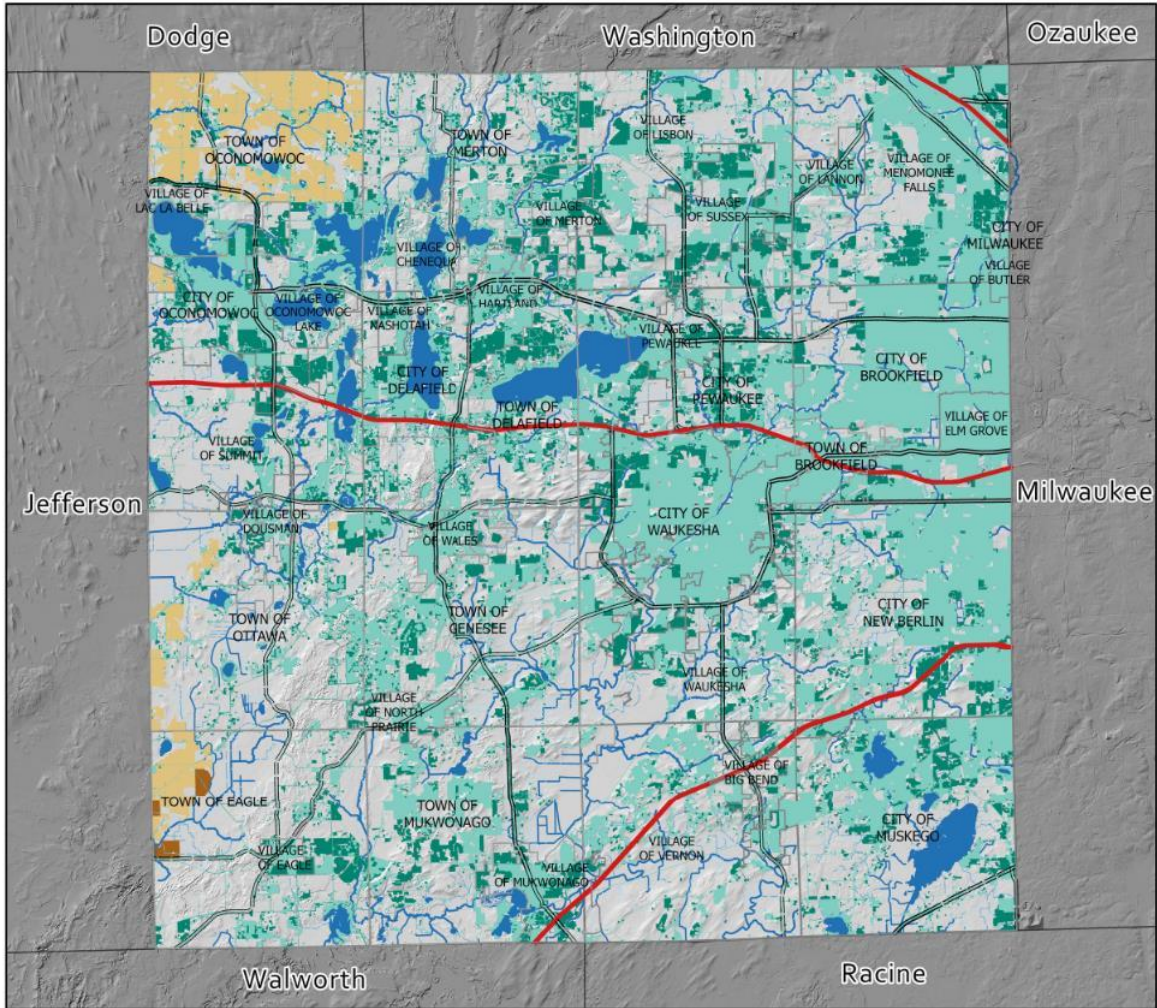 Dodge
Washington
Ozaukee
TOWN OF
OCONOMOWOC
TOWN OF
MERTON
VILLAGE
OF LISBON
VILLAGE
OF LANNON
VILLAGE OF
MENOMONEE
FALLS
VILLAGE OF
LAC LA BELLE
VILLAGE
OF MERTON
VILLAGE
OF SUSSEX
CITY OF
MILWAUKEE
VILLAGE OF
CHENEQUA
VILLAGE
OF BUTLER
CITY OF
OCONOMOWOC
VILLAGE OF
OCONOMOWOC
LAKE
VILLAGE OF
NASHOTAH
VILLAGE OF
HARTLAND
VILLAGE OF
PEWAUKEE
CITY OF
DELAFIELD
CITY OF
PEWAUKEE
CITY OF
BROOKFIELD
TOWN OF
DELAFIELD
VILLAGE OF
ELM GROVE
VILLAGE
OF SUMMIT
TOWN OF
BROOKFIELD
Jefferson
Milwaukee
VILLAGE OF
DOUSMAN
VILLAGE
OF WALES
CITY OF
WAUKESHA
TOWN OF
OTTAWA
TOWN OF
GENESEE
CITY OF
NEW BERLIN
VILLAGE OF
WAUKESHA
VILLAGE
OF NORTH
PRAIRIE
VILLAGE OF
BIG BEND
TOWN OF EAGLE
TOWN OF
MUKWONAGO
CITY OF
MUSKEGO
VILLAGE
OF EAGLE
VILLAGE
OF VERNON
VILLAGE
OF MUKWONAGO
Walworth
Racine